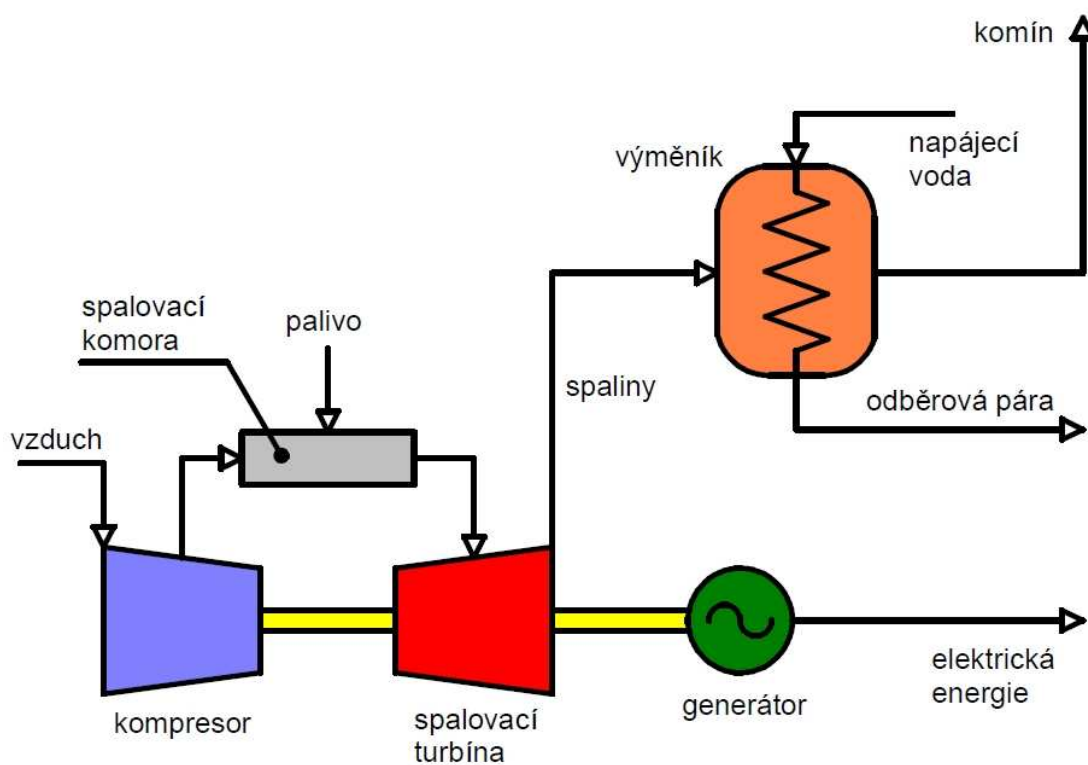 komín
napájecí
voda
výměník
spalovací
komora
palivo
spaliny
odběrová pára
vzduch
elektrická
energie
generátor
kompresor
spalovací
turbína